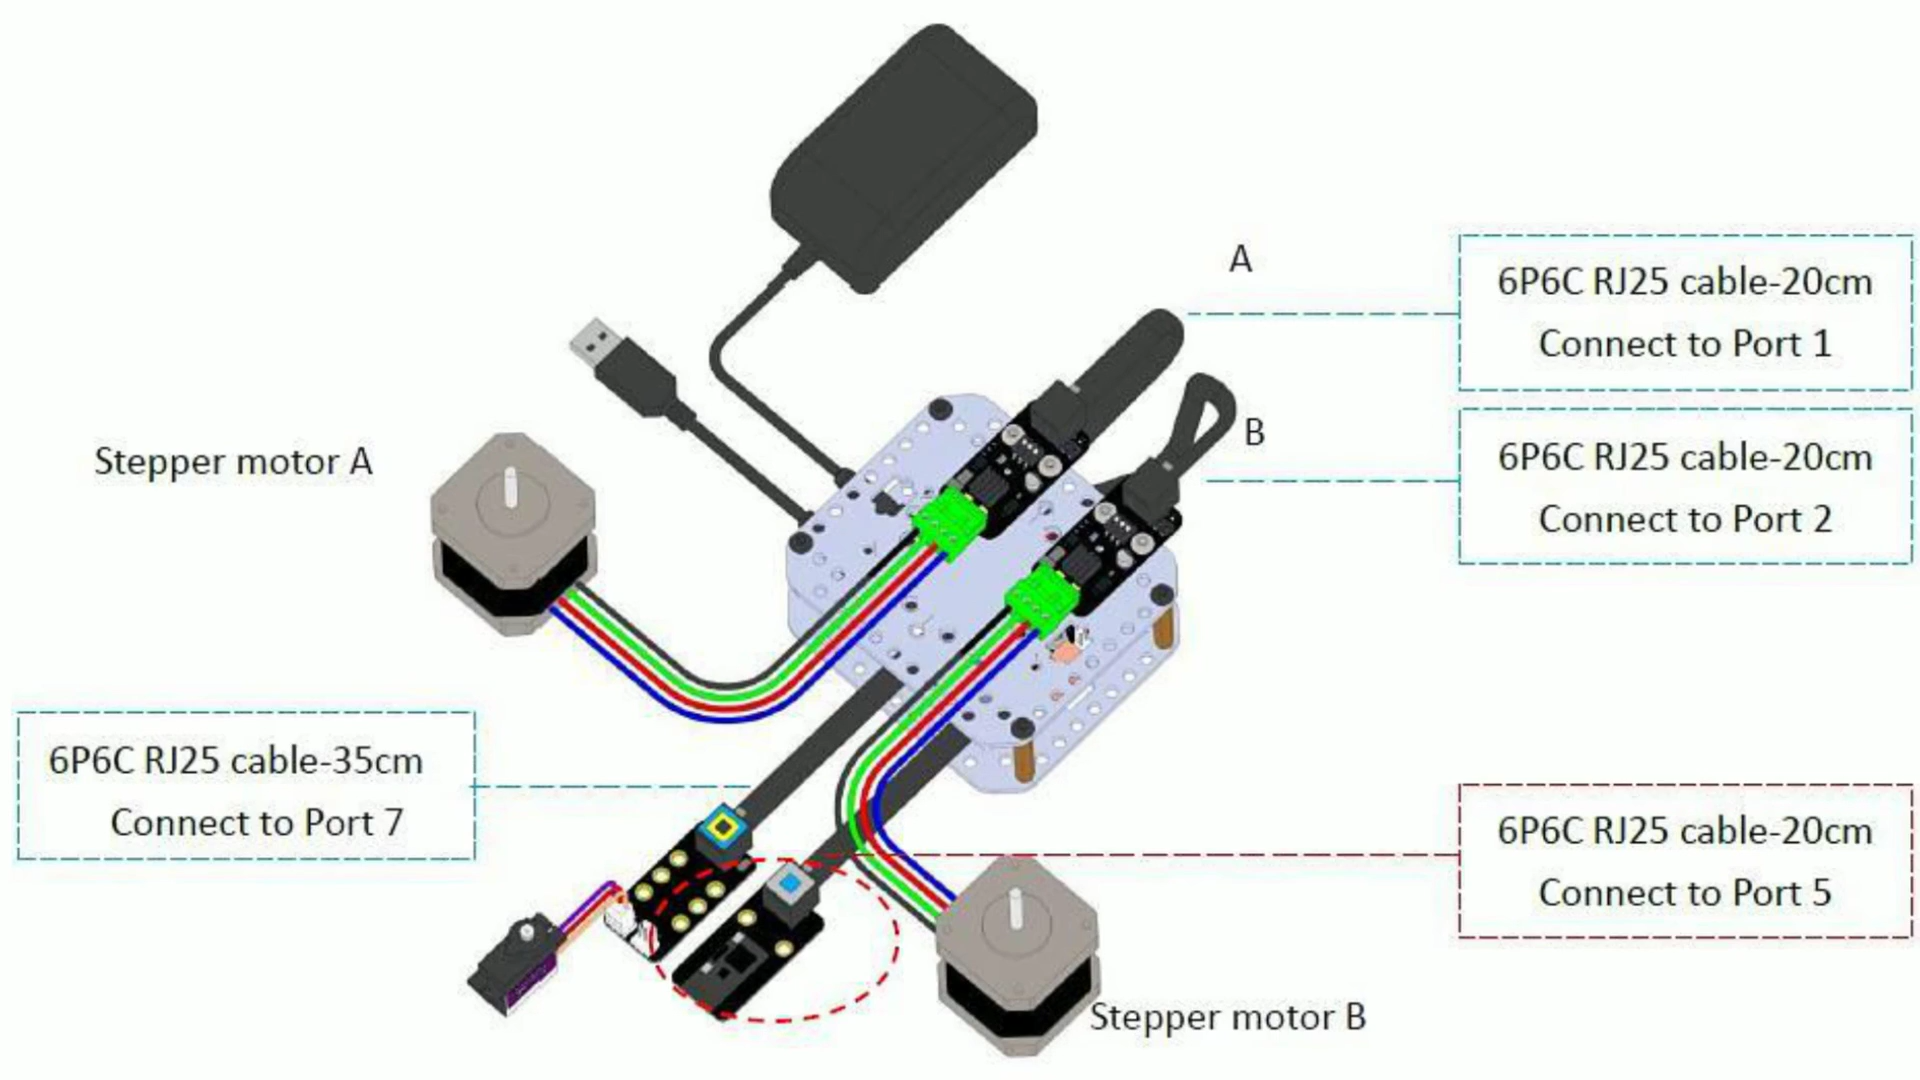 A
6P6C RJ25 cable-20cm
Connect to Port 1
B
6P6C RJ25 cable-20cm
Connect to Port 2
Stepper motor A
6P6C RJ25 cable-35cm
Connect to Port 7
6P6C RJ25 cable-20cm
Connect to Port 5
Stepper motor B